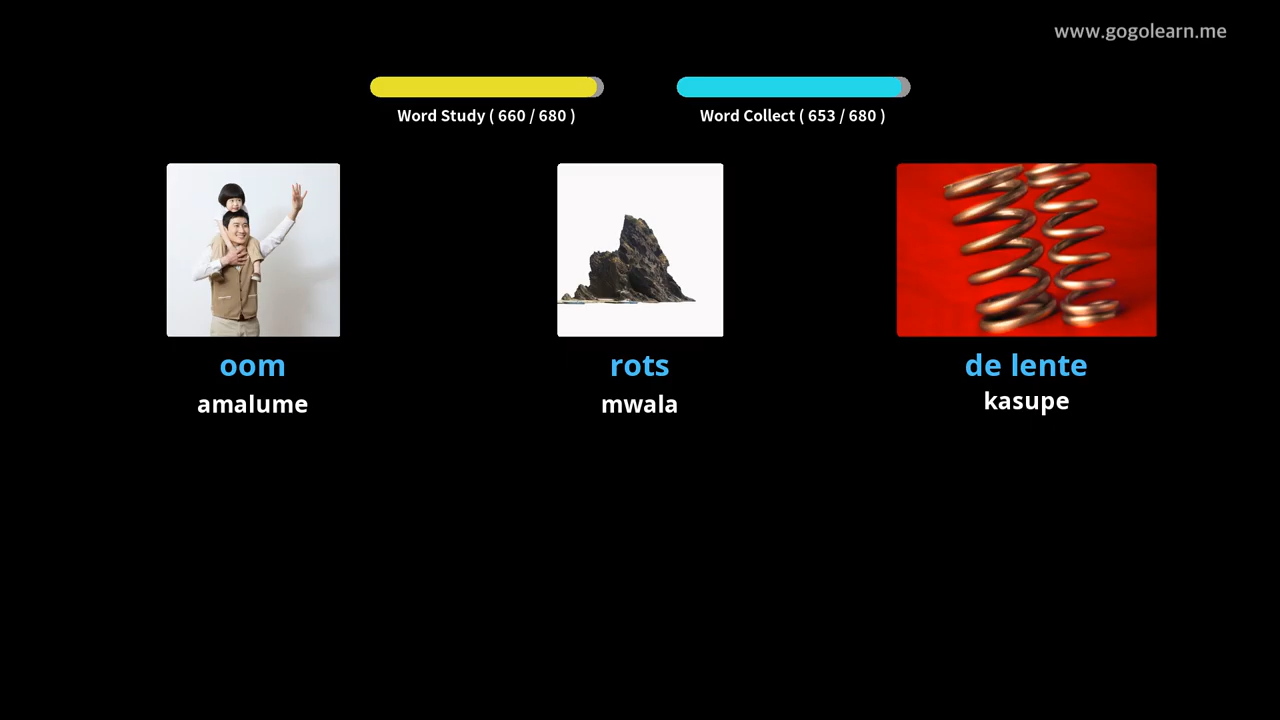 www.gogolearn.me
Word Study ( 660 / 680 )
Word Collect ( 653 / 680 )
oom
amalume
rots
mwala
de lente
kasupe